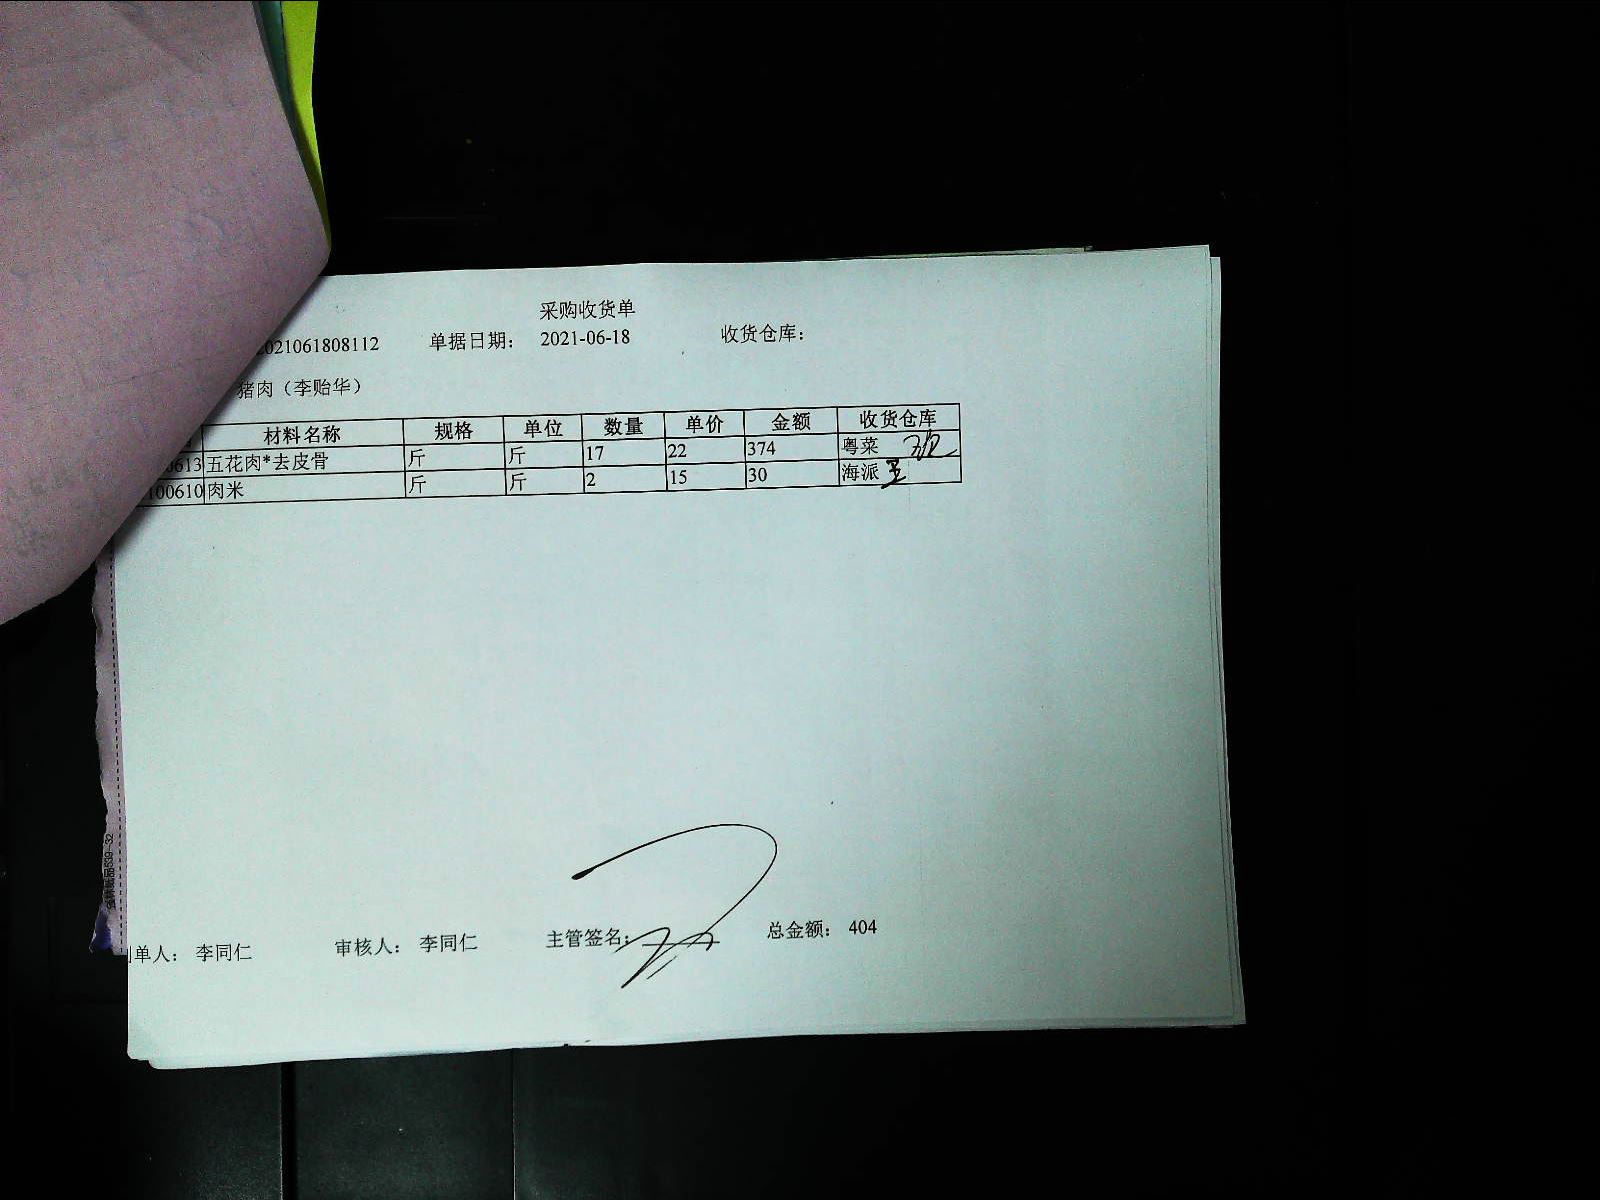 采购收货单
2021061808112 单据日期： 2021-06-18 收货仓库：
猪肉（李贻华）
材料名称 规格 单位 数量 单价 金额 收货仓库
0613 五花肉*去皮骨 斤 斤 17 22 374 粤菜
100610 肉米 斤 斤 2 15 30 海派
单人： 李同仁 审核人： 李同仁 主管签名： 总金额： 404